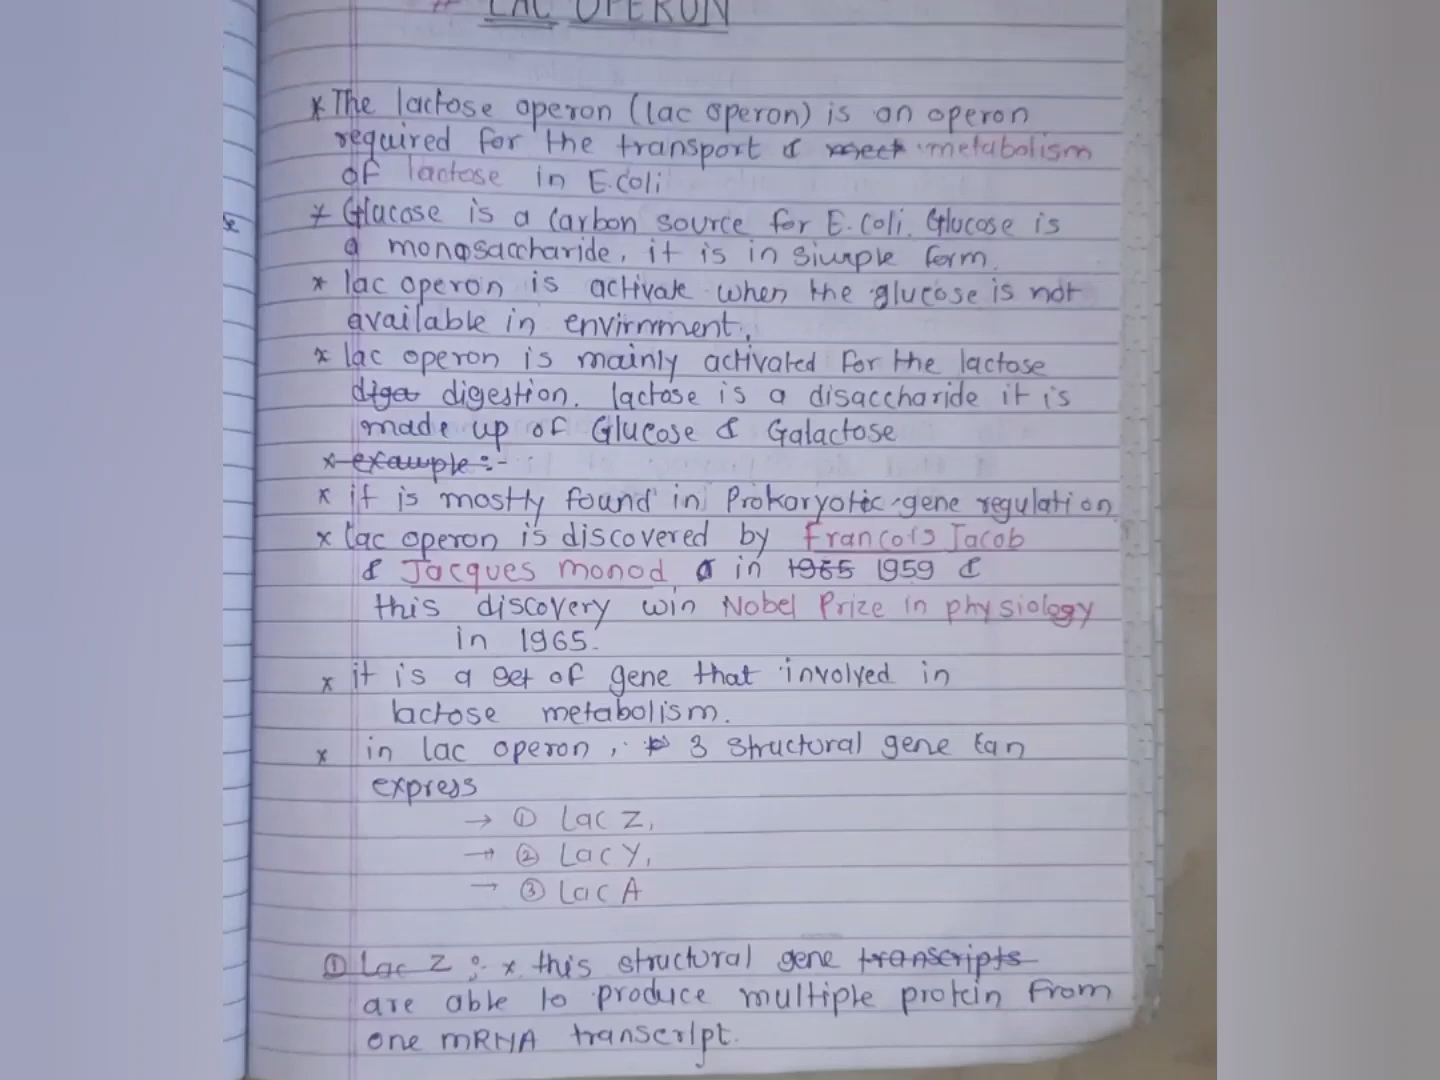 # LAC OPERON
* The lactose operon (lac operon) is an operon
required for the transport & meet metabolism
of lactose in E.coli
* Glucose is a Carbon source for E.coli. Glucose is
a monosaccharide, it is in siumple form.
* lac operon is activate when the glucose is not
available in envirnment.
* lac operon is mainly activated for the lactose
diga digestion. lactose is a disaccharide it is
made up of Glucose & Galactose
* example:-
* it is mostly found in Prokaryotic gene regulation
* lac operon is discovered by Francois Jacob
& Jacques monod in 1965 1959 &
this discovery win Nobel Prize in physiology
in 1965.
* it is a set of gene that involved in
lactose metabolism.
* in lac operon, 3 structural gene can
express
→ ① Lac Z,
→ ② Lac Y,
→ ③ Lac A
① Lac Z :- * this structural gene transcripts
are able to produce multiple protein from
one mRNA transcript.